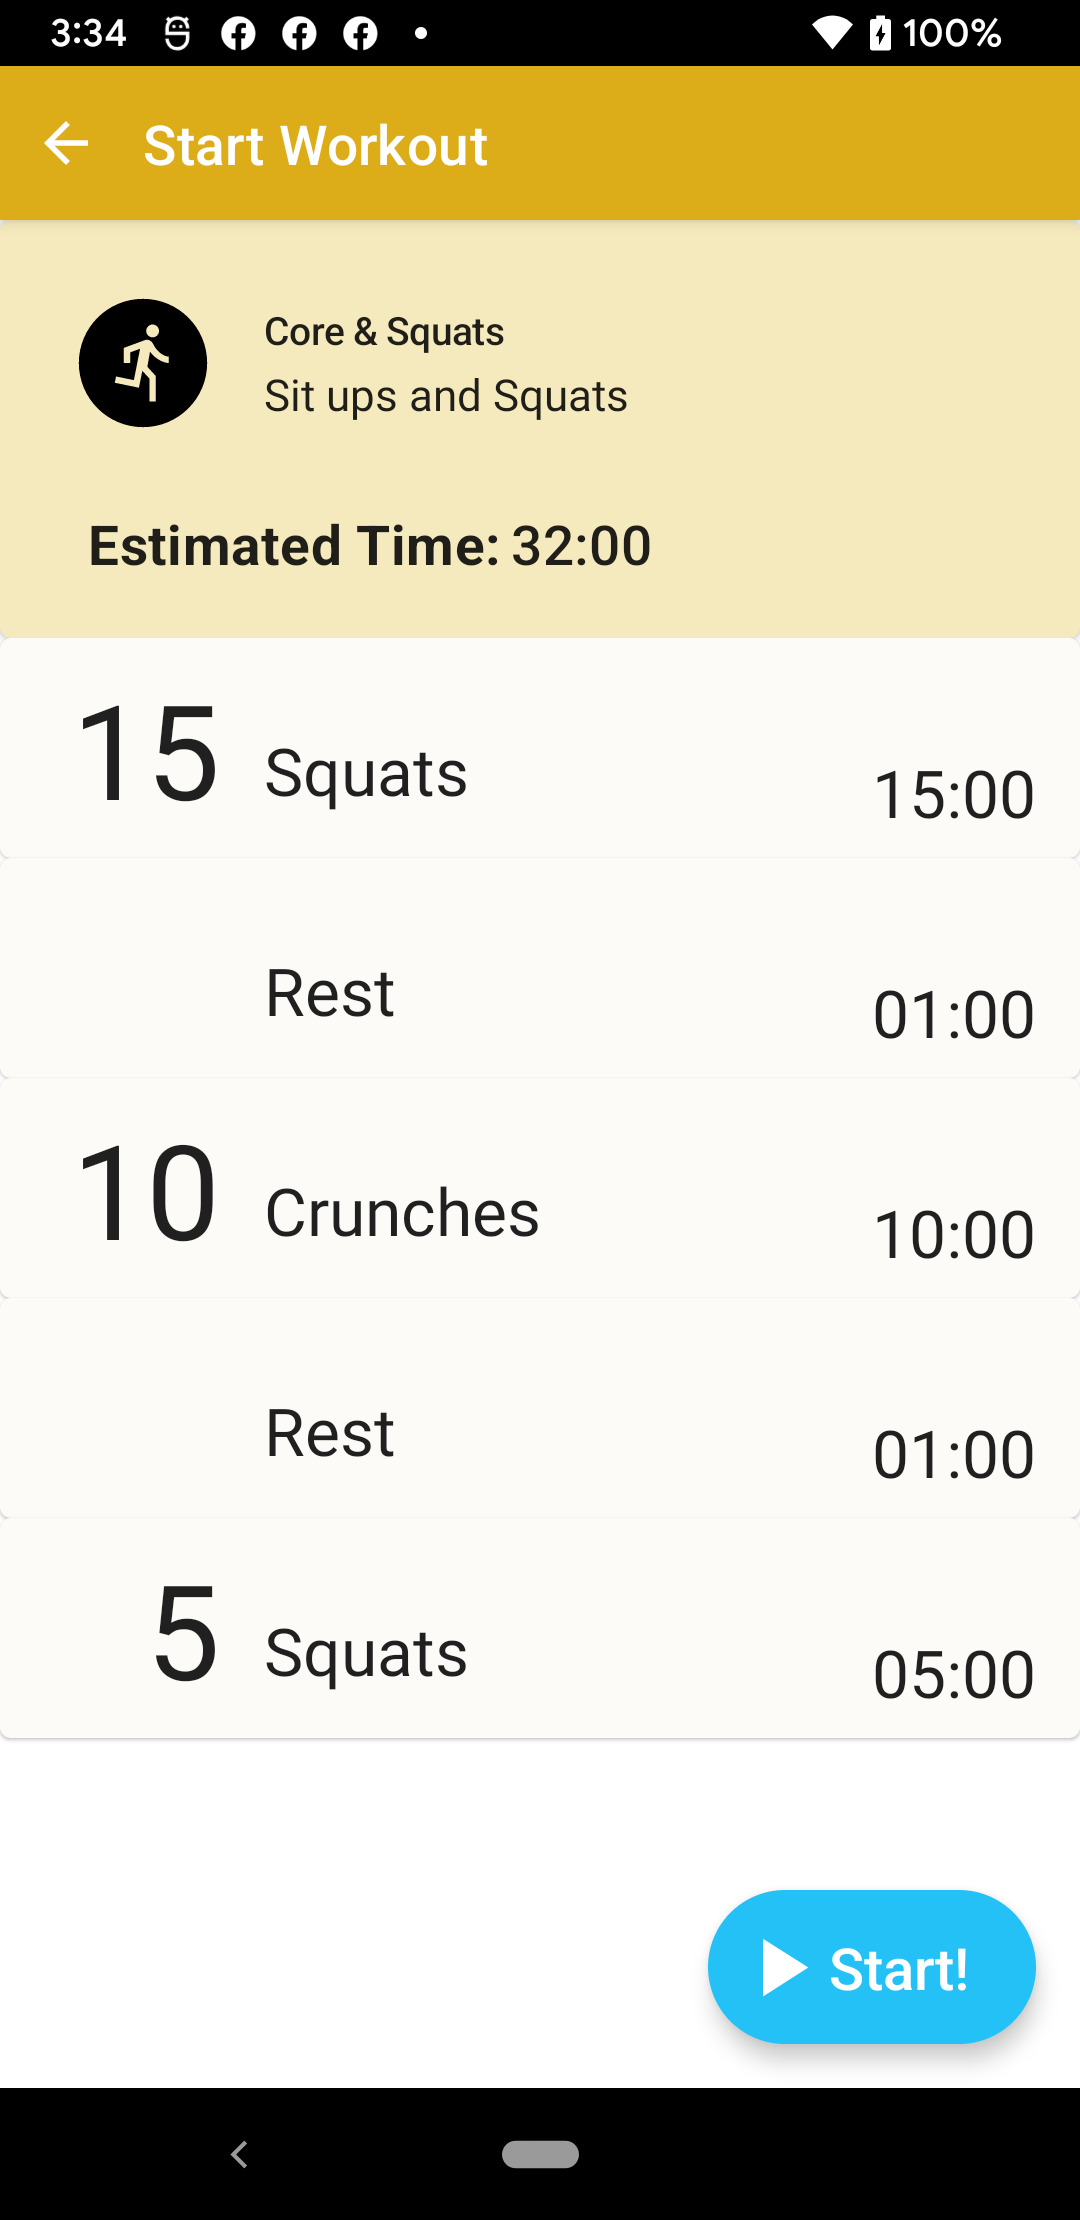 3:34 100%
Start Workout
Core & Squats
Sit ups and Squats
Estimated Time: 32:00
15 Squats 15:00
Rest 01:00
10 Crunches 10:00
Rest 01:00
5 Squats 05:00
Start!